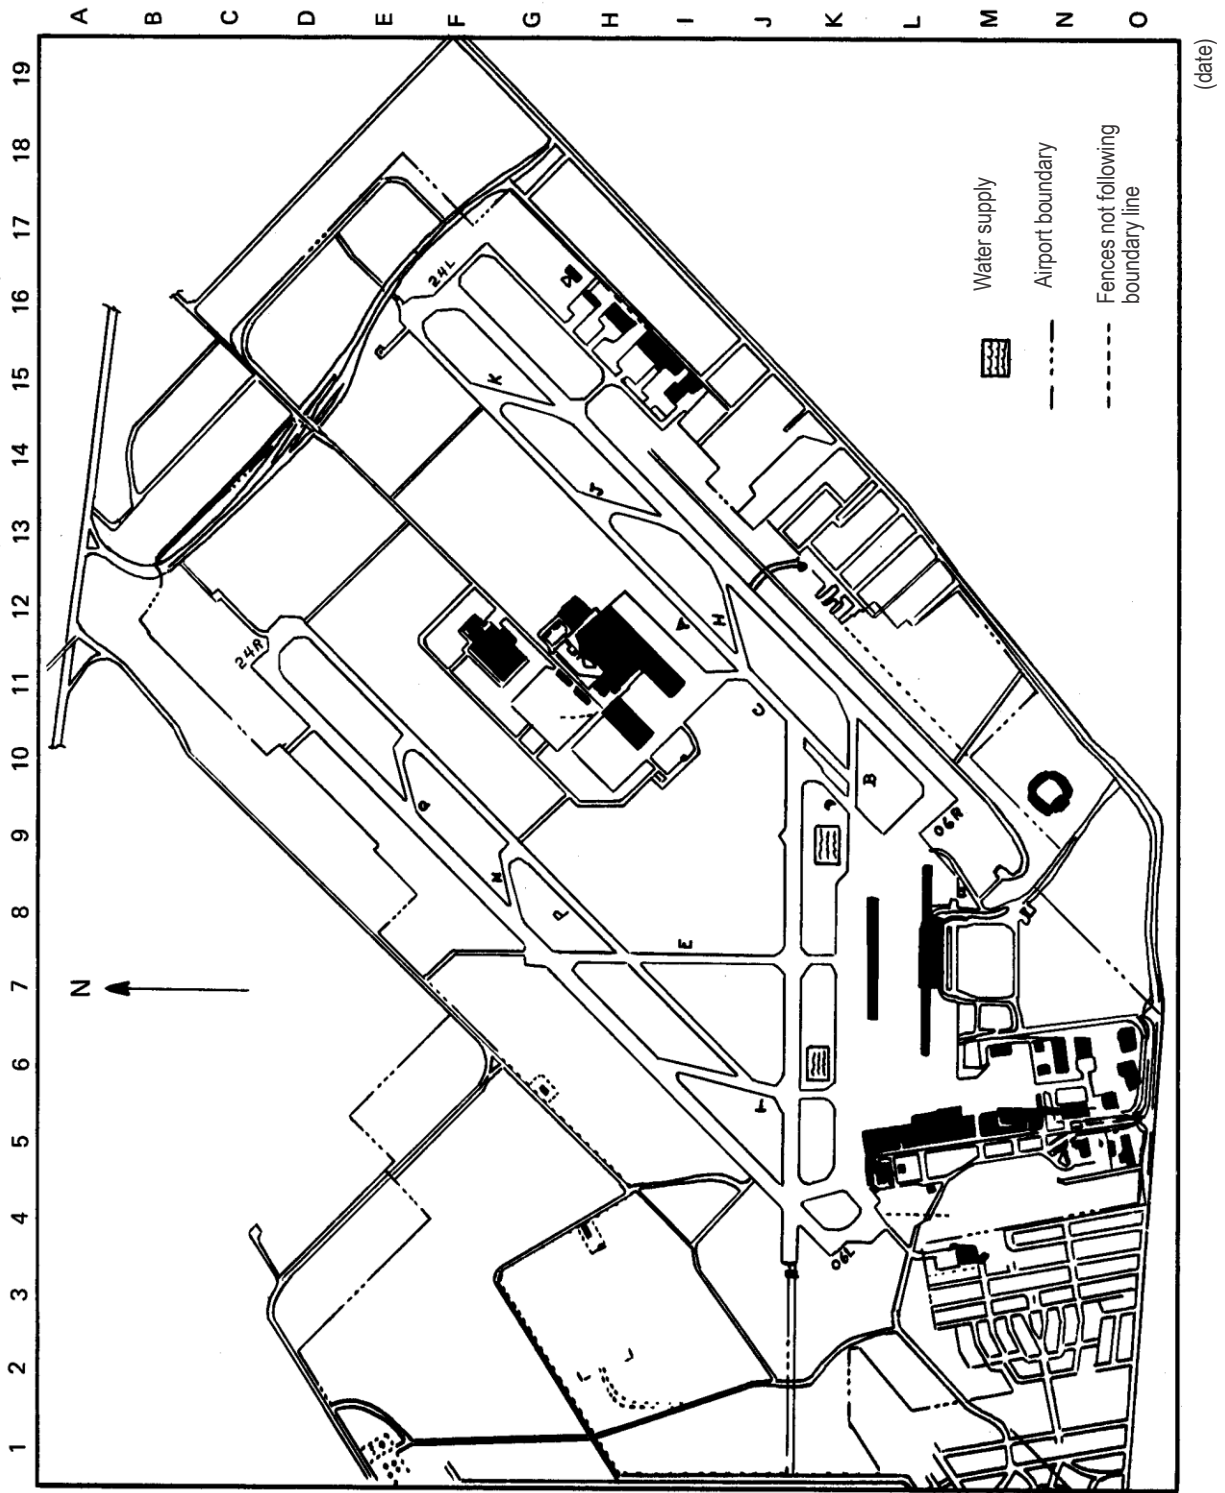 A B C D E F G H I J K L M N O
19
18
17
16
15
14
13
12
11
10
9
8
7
6
5
4
3
2
1
(date)
Water supply
Airport boundary
Fences not following
boundary line
N
24L
24R
06R
06L
K
J
H
A
C
B
E
P
T